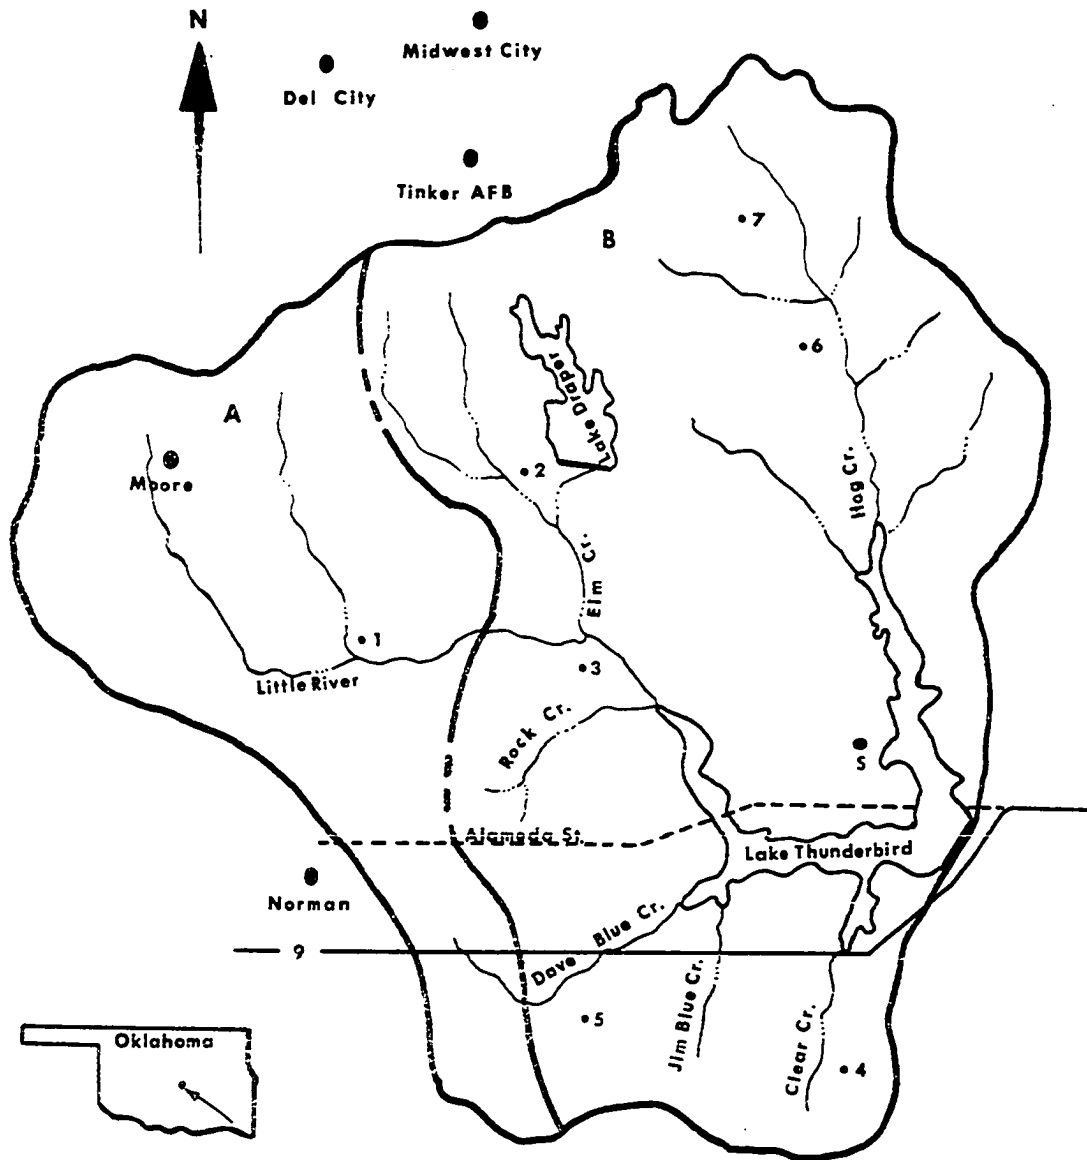 N
Midwest City
Del City
Tinker AFB
7
B
6
A
Lake Draper
Moore
2
Hog Cr.
Elm Cr.
1
3
Little River
Rock Cr.
S
Alameda St.
Lake Thunderbird
Norman
Dave Blue Cr.
9
5
Jim Blue Cr.
Clear Cr.
4
Oklahoma